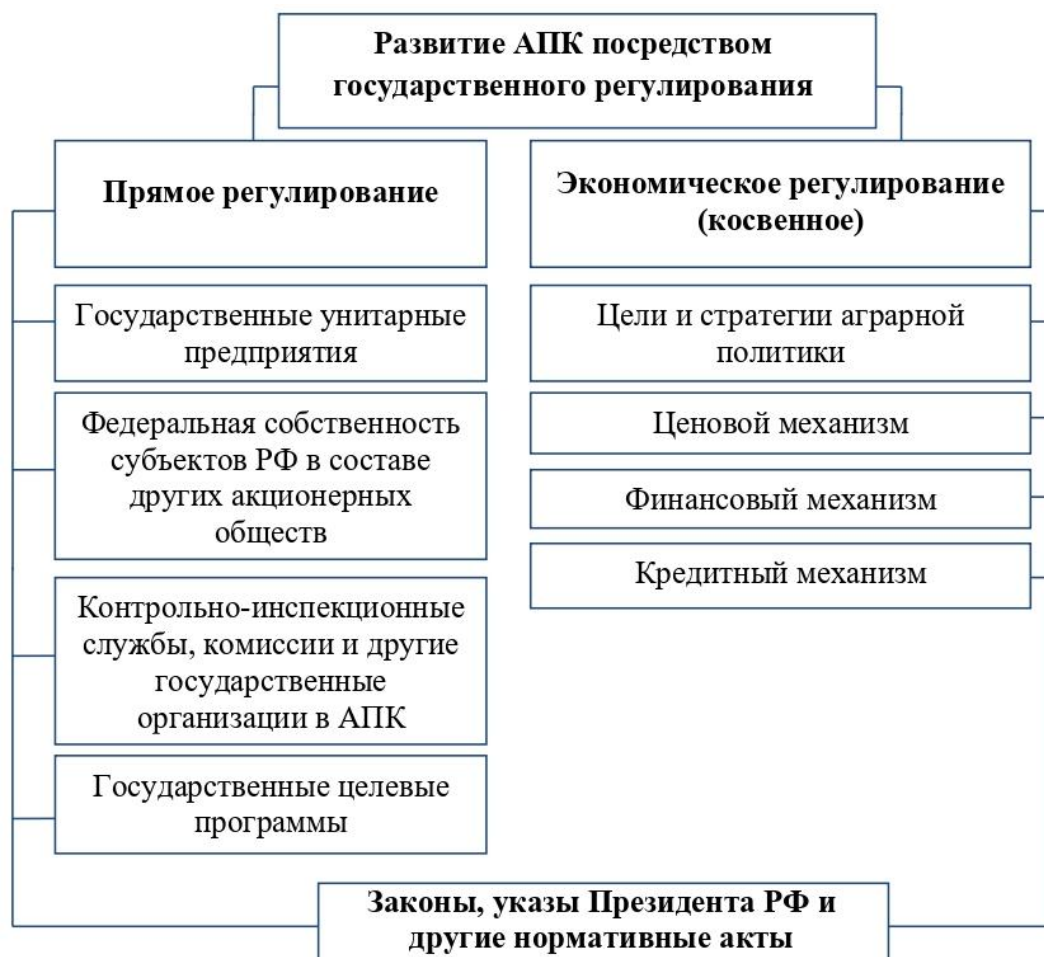 Развитие АПК посредством
государственного регулирования
Прямое регулирование
Экономическое регулирование
(косвенное)
Государственные унитарные
предприятия
Цели и стратегии аграрной
политики
Федеральная собственность
субъектов РФ в составе
других акционерных
обществ
Ценовой механизм
Финансовый механизм
Кредитный механизм
Контрольно-инспекционные
службы, комиссии и другие
государственные
организации в АПК
Государственные целевые
программы
Законы, указы Президента РФ и
другие нормативные акты